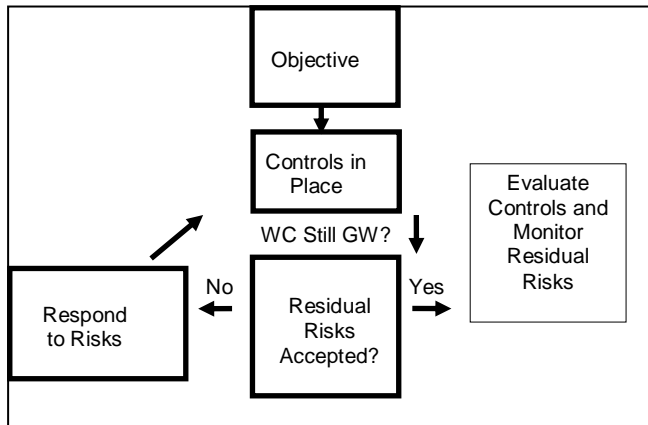 Objective
Controls in
Place
WC Still GW?
Evaluate
Controls and
Monitor
Residual
Risks
No
Yes
Respond
to Risks
Residual
Risks
Accepted?